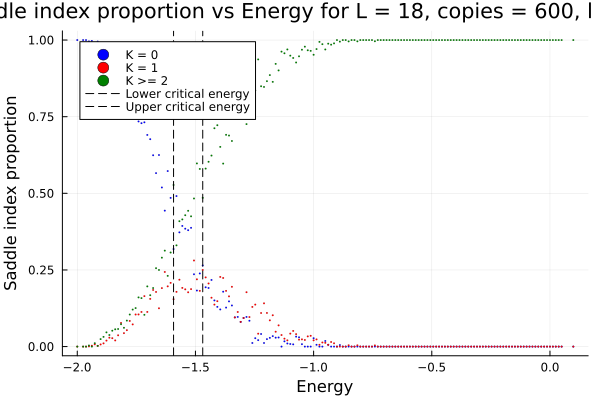 dle index proportion vs Energy for L = 18, copies = 600,
K = 0
K = 1
K >= 2
Lower critical energy
Upper critical energy
Saddle index proportion
1.00
0.75
0.50
0.25
0.00
−2.0
−1.5
−1.0
−0.5
0.0
Energy